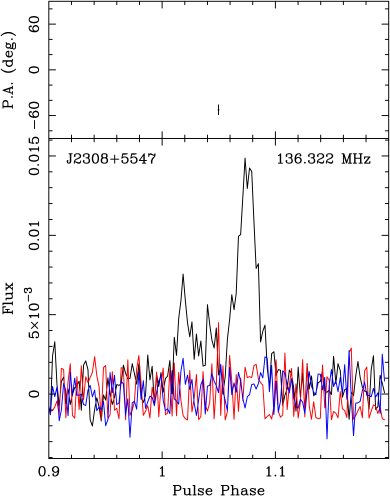 P.A. (deg.)
60
0
−60
J2308+5547
136.322 MHz
Flux
0.015
0.01
5×10⁻³
0
0.9
1
1.1
Pulse Phase